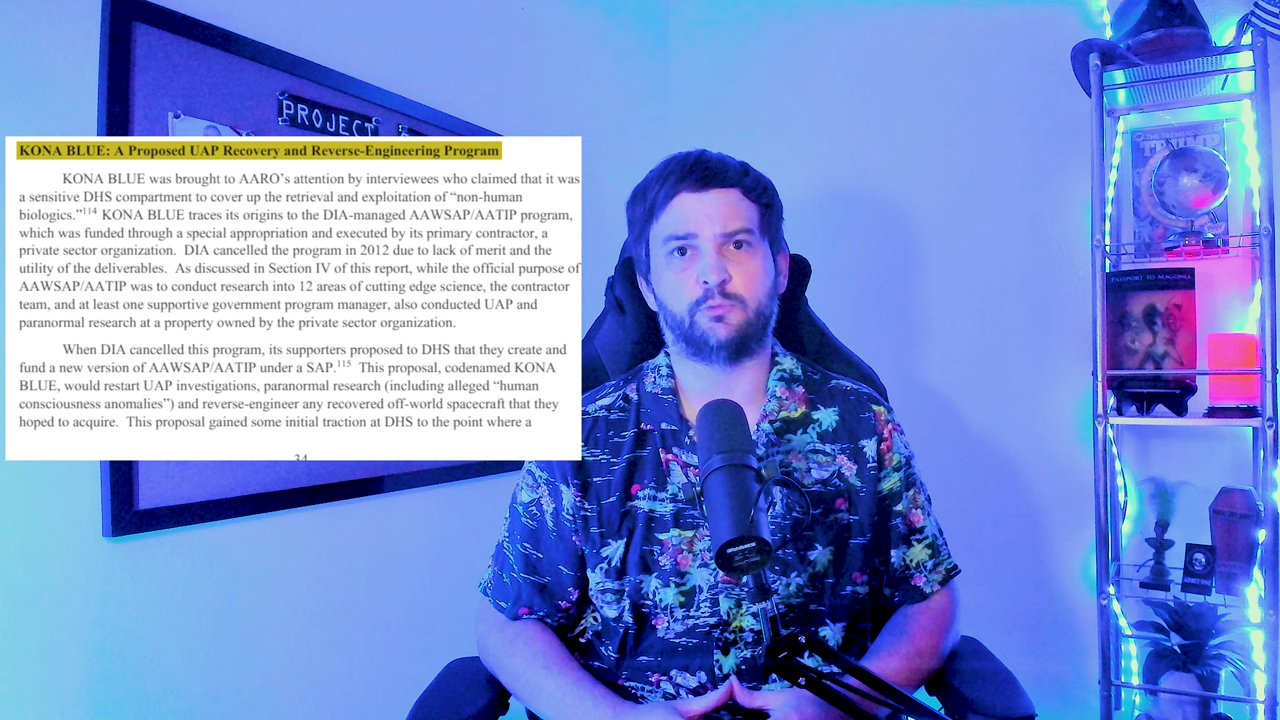 PROJECT
KONA BLUE: A Proposed UAP Recovery and Reverse-Engineering Program
KONA BLUE was brought to AARO's attention by interviewees who claimed that it was
a sensitive DHS compartment to cover up the retrieval and exploitation of “non-human
biologics.”114 KONA BLUE traces its origins to the DIA-managed AAWSAP/AATIP program,
which was funded through a special appropriation and executed by its primary contractor, a
private sector organization. DIA cancelled the program in 2012 due to lack of merit and the
utility of the deliverables. As discussed in Section IV of this report, while the official purpose of
AAWSAP/AATIP was to conduct research into 12 areas of cutting edge science, the contractor
team, and at least one supportive government program manager, also conducted UAP and
paranormal research at a property owned by the private sector organization.
When DIA cancelled this program, its supporters proposed to DHS that they create and
fund a new version of AAWSAP/AATIP under a SAP.115 This proposal, codenamed KONA
BLUE, would restart UAP investigations, paranormal research (including alleged “human
consciousness anomalies”) and reverse-engineer any recovered off-world spacecraft that they
hoped to acquire. This proposal gained some initial traction at DHS to the point where a
34
THE TREMENDOUS
TRUMP
PASSPORT TO MAGONIA